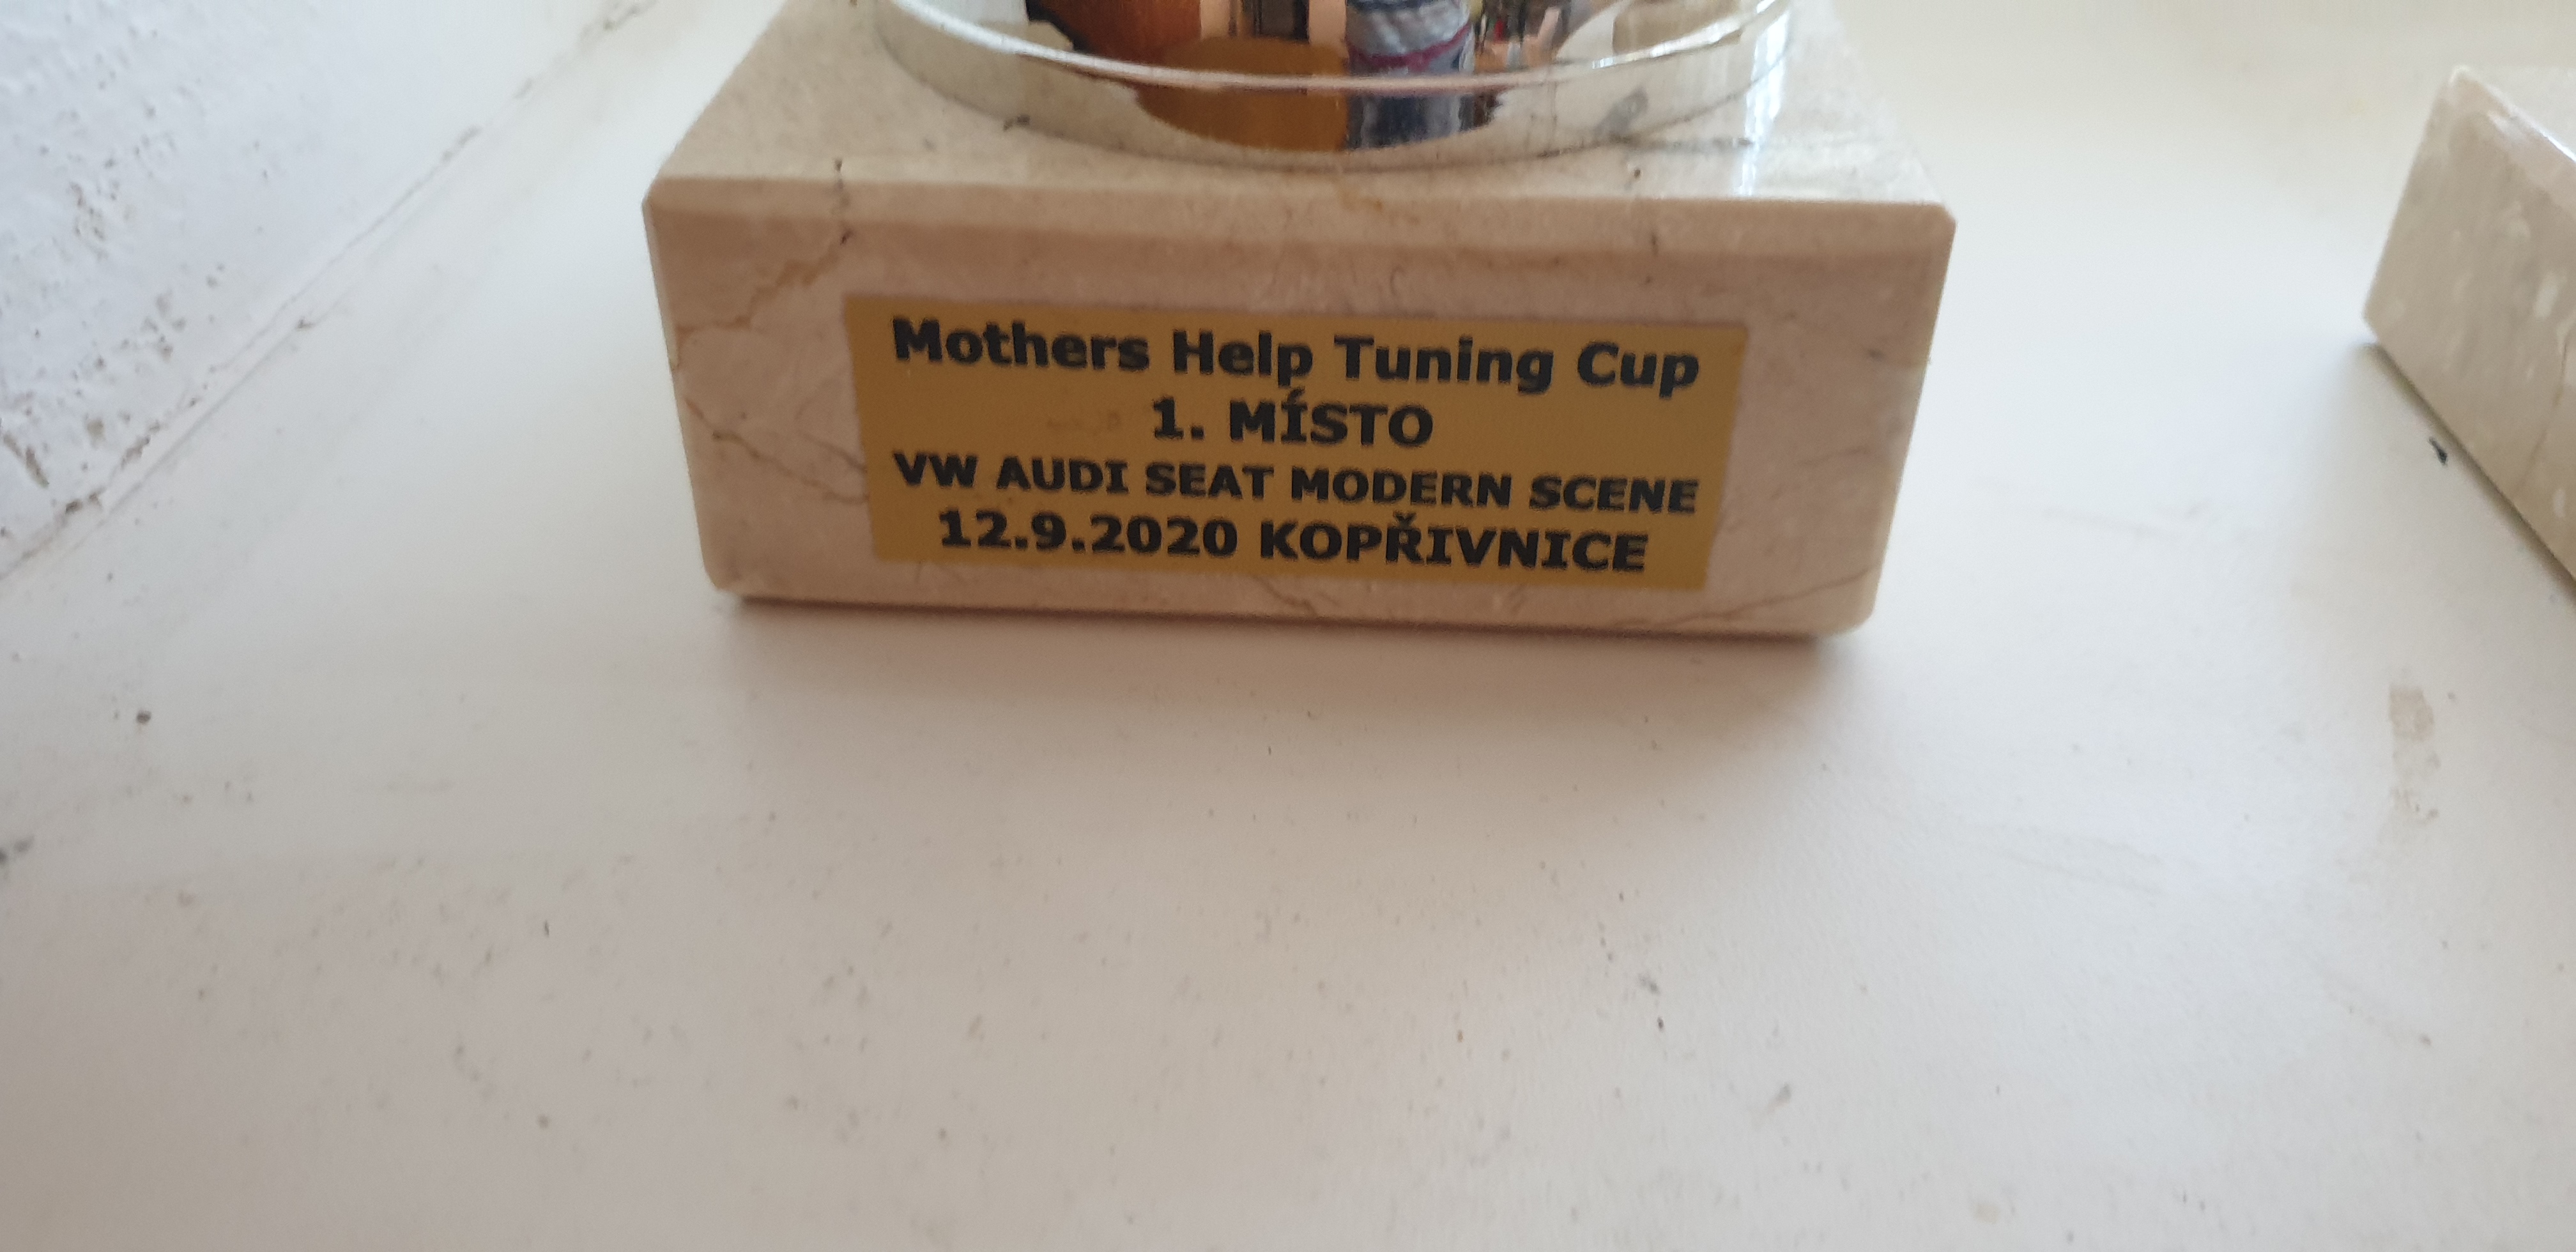 Mothers Help Tuning Cup
1. MÍSTO
VW AUDI SEAT MODERN SCENE
12.9.2020 KOPŘIVNICE